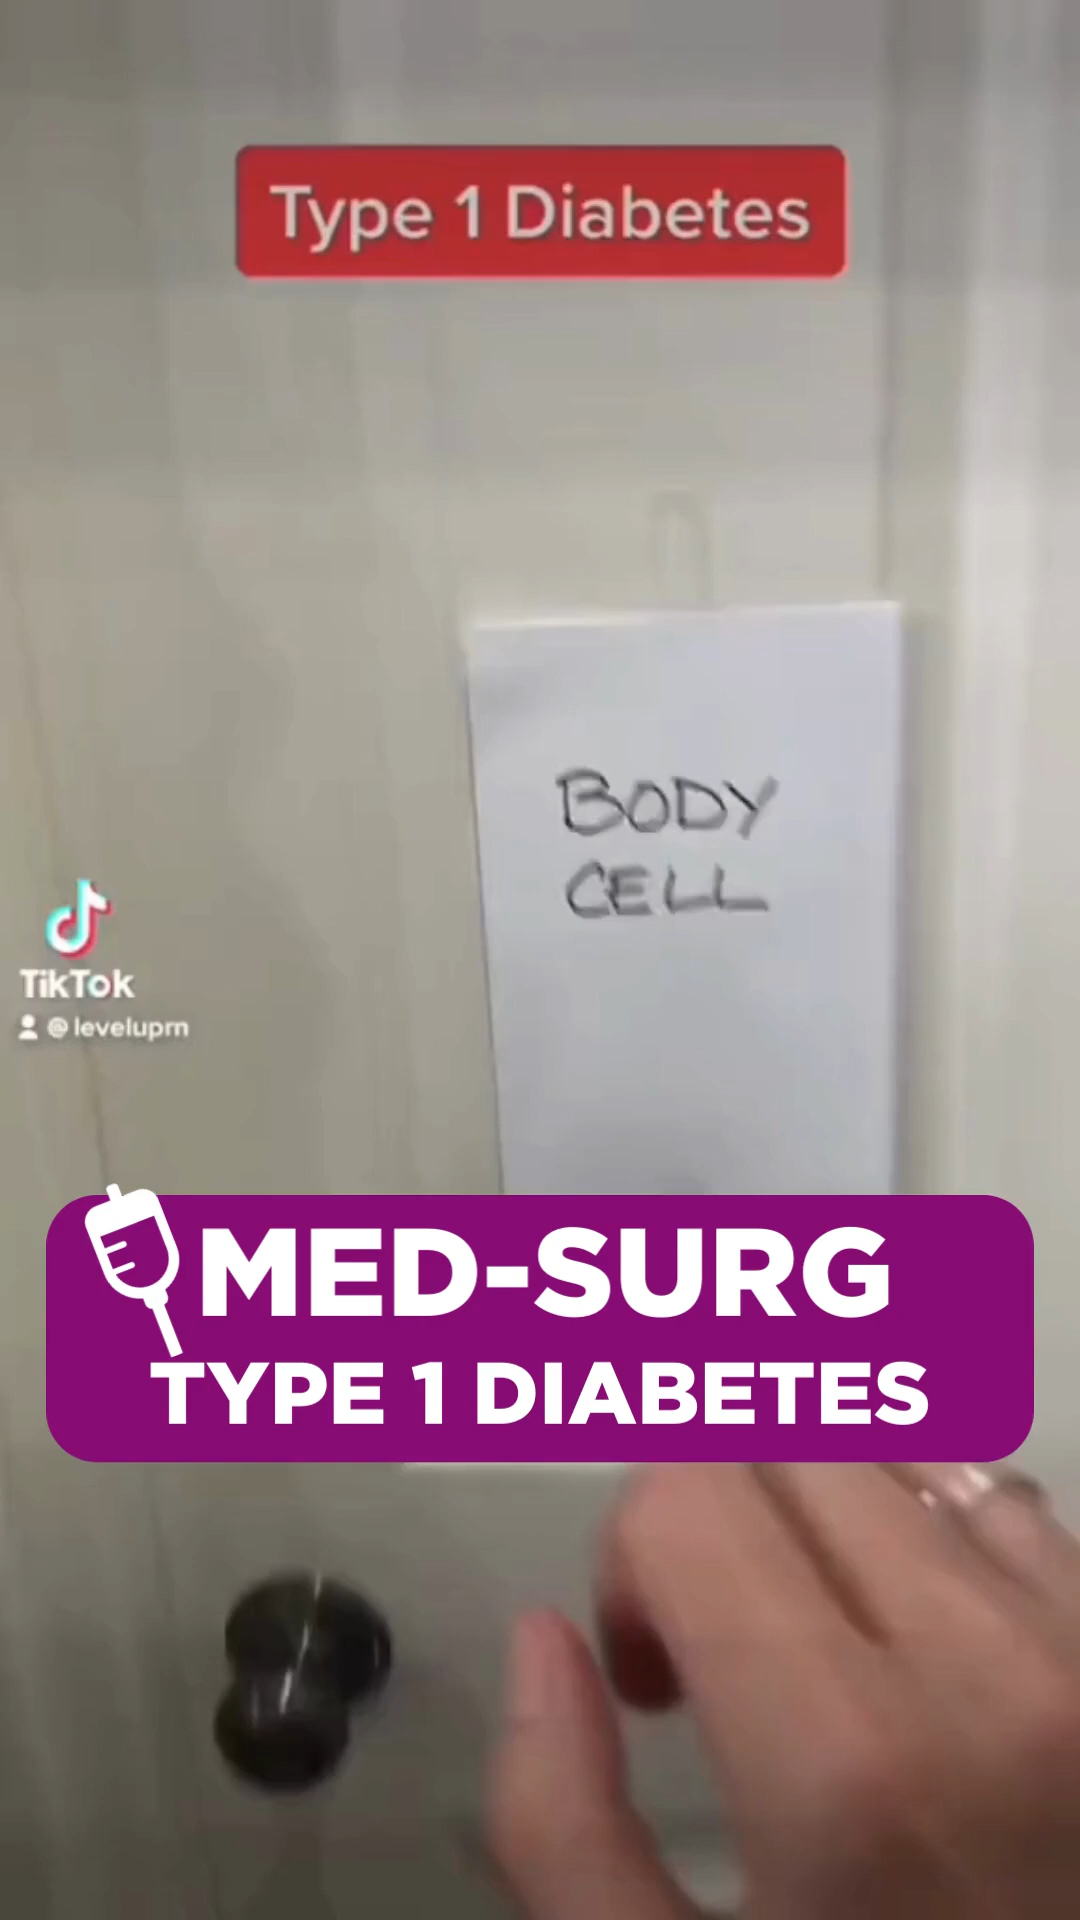 Type 1 Diabetes
BODY
CELL
TikTok
@leveluprn
MED-SURG
TYPE 1 DIABETES